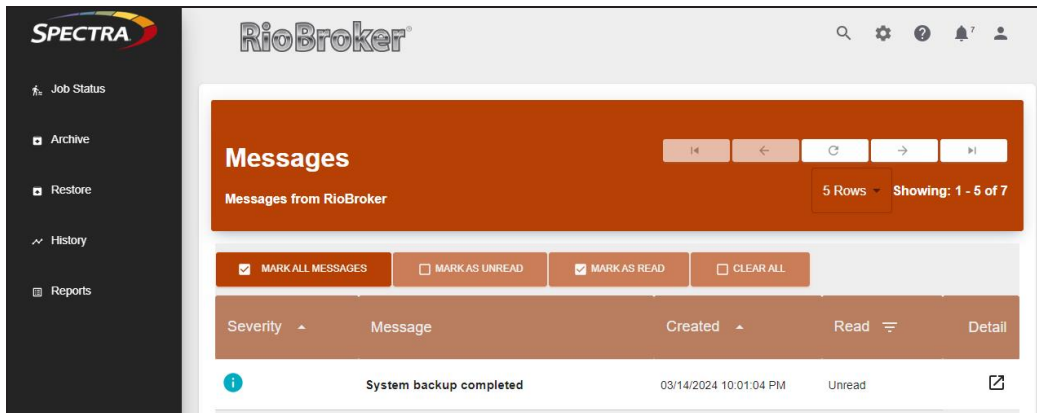 SPECTRA
RioBroker®
7
Job Status
Archive
Restore
History
Reports
Messages
Messages from RioBroker
5 Rows
Showing: 1 - 5 of 7
MARK ALL MESSAGES
MARK AS UNREAD
MARK AS READ
CLEAR ALL
Severity Message Created Read Detail
System backup completed 03/14/2024 10:01:04 PM Unread